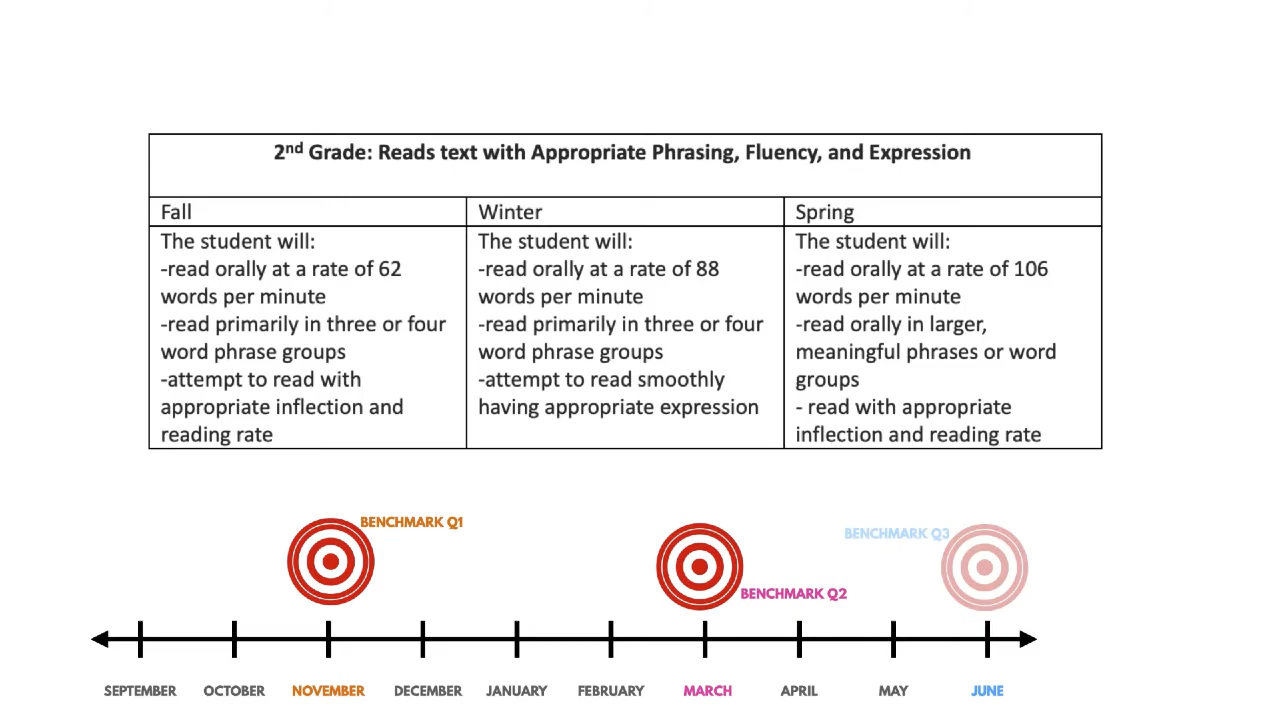 2nd Grade: Reads text with Appropriate Phrasing, Fluency, and Expression
Fall
The student will:
-read orally at a rate of 62
words per minute
-read primarily in three or four
word phrase groups
-attempt to read with
appropriate inflection and
reading rate
Winter
The student will:
-read orally at a rate of 88
words per minute
-read primarily in three or four
word phrase groups
-attempt to read smoothly
having appropriate expression
Spring
The student will:
-read orally at a rate of 106
words per minute
-read orally in larger,
meaningful phrases or word
groups
- read with appropriate
inflection and reading rate
BENCHMARK Q1
BENCHMARK Q2
BENCHMARK Q3
SEPTEMBER OCTOBER NOVEMBER DECEMBER JANUARY FEBRUARY MARCH APRIL MAY JUNE